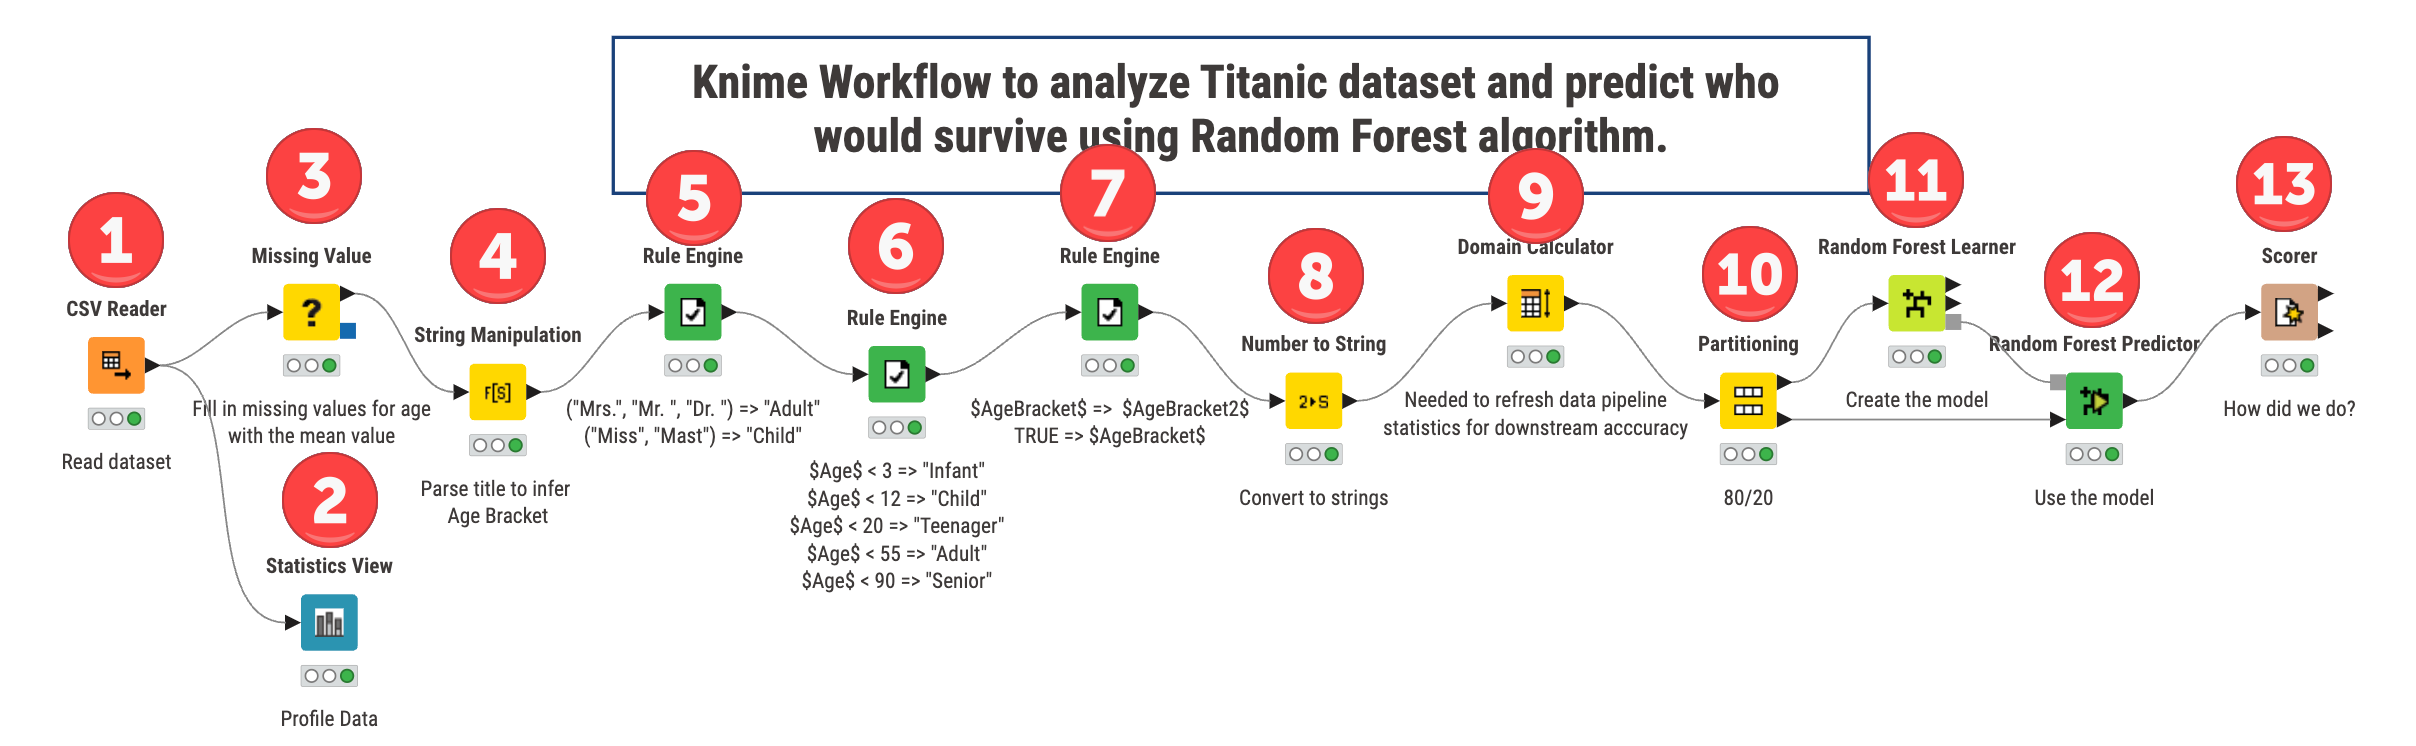 Knime Workflow to analyze Titanic dataset and predict who
would survive using Random Forest algorithm.
1
CSV Reader
Read dataset
2
Statistics View
Profile Data
3
Missing Value
?
Fill in missing values for age
with the mean value
4
String Manipulation
F[S]
Parse title to infer
Age Bracket
5
Rule Engine
("Mrs.", "Mr. ", "Dr. ") => "Adult"
("Miss", "Mast") => "Child"
6
Rule Engine
$Age$ < 3 => "Infant"
$Age$ < 12 => "Child"
$Age$ < 20 => "Teenager"
$Age$ < 55 => "Adult"
$Age$ < 90 => "Senior"
7
Rule Engine
$AgeBracket$ => $AgeBracket2$
TRUE => $AgeBracket$
8
Number to String
2▸S
Convert to strings
9
Domain Calculator
Needed to refresh data pipeline
statistics for downstream acccuracy
10
Partitioning
80/20
11
Random Forest Learner
Create the model
12
Random Forest Predictor
Use the model
13
Scorer
How did we do?